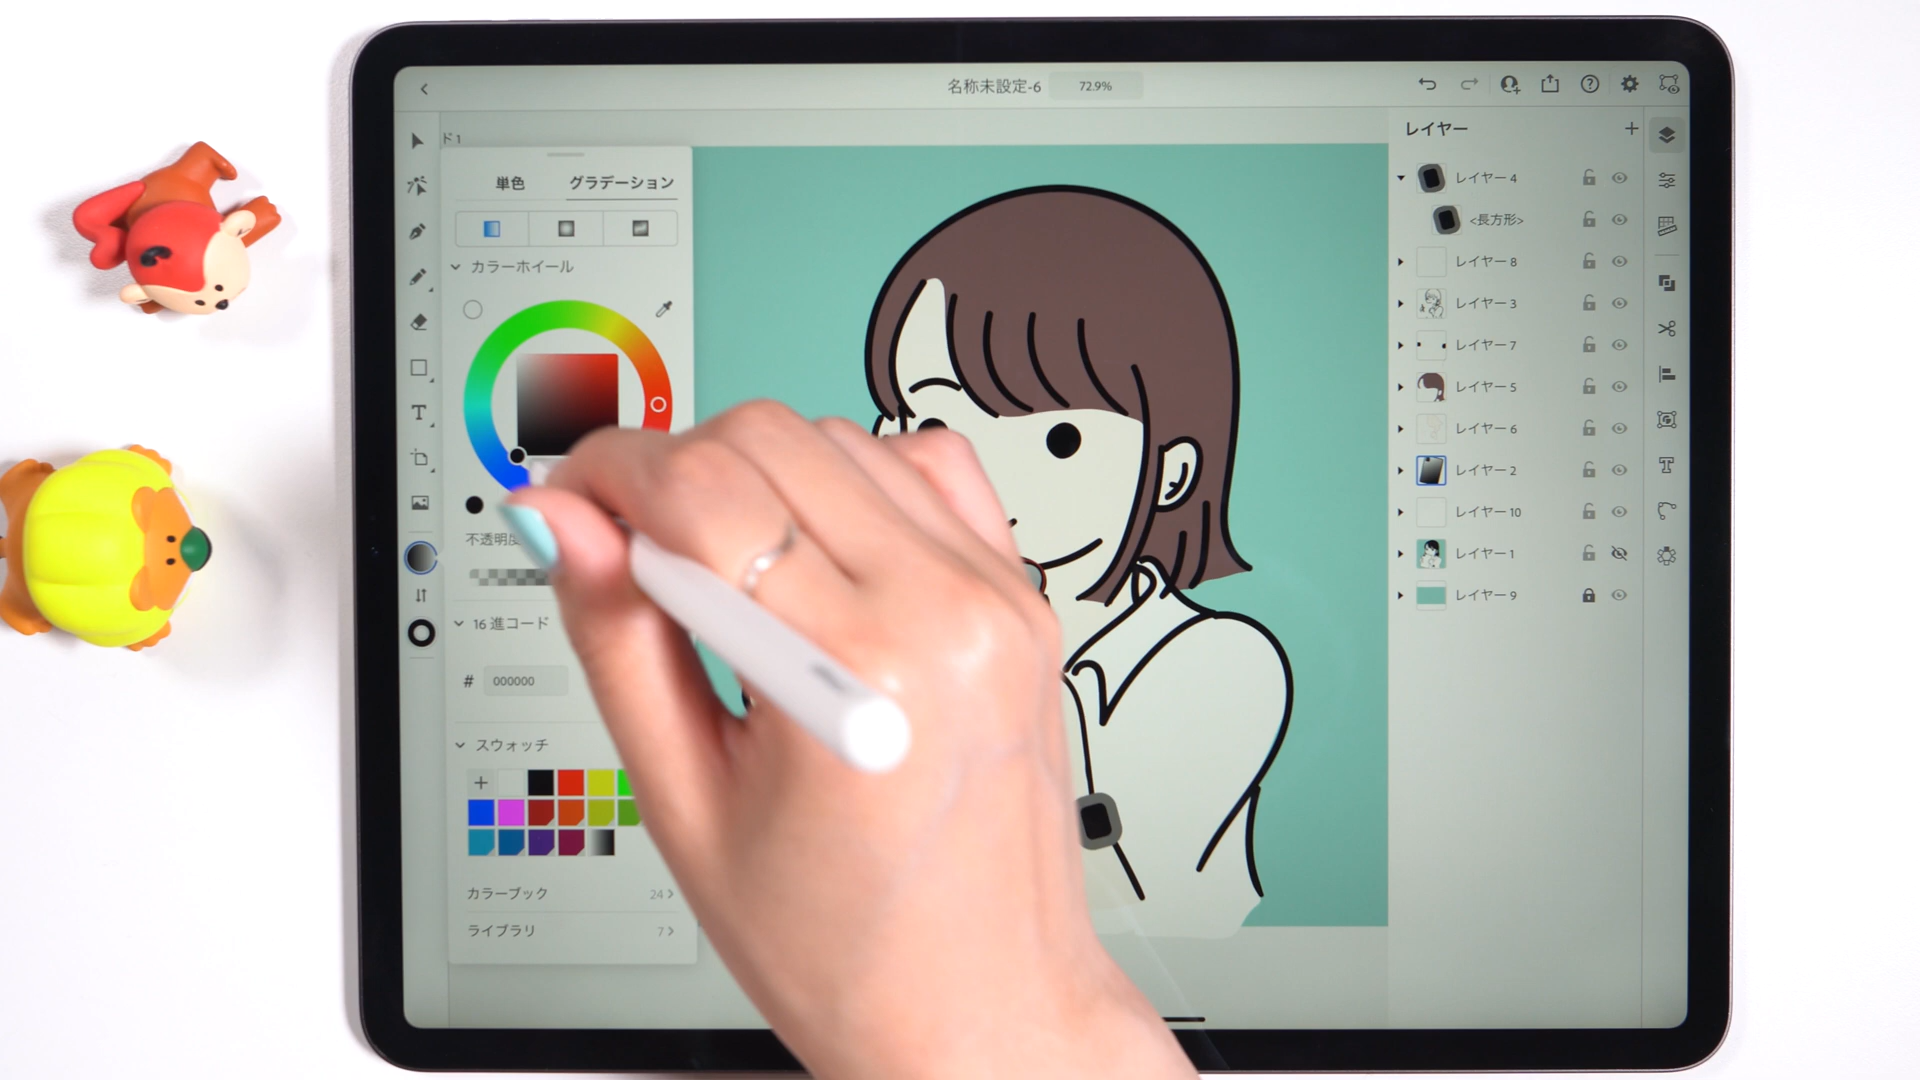 名称未設定-6
72.9%
ド1
単色
グラデーション
カラーホイール
不透明度
16 進コード
#
000000
スウォッチ
カラーブック
24
ライブラリ
7
レイヤー
レイヤー 4
<長方形>
レイヤー 8
レイヤー 3
レイヤー 7
レイヤー 5
レイヤー 6
レイヤー 2
レイヤー 10
レイヤー 1
レイヤー 9